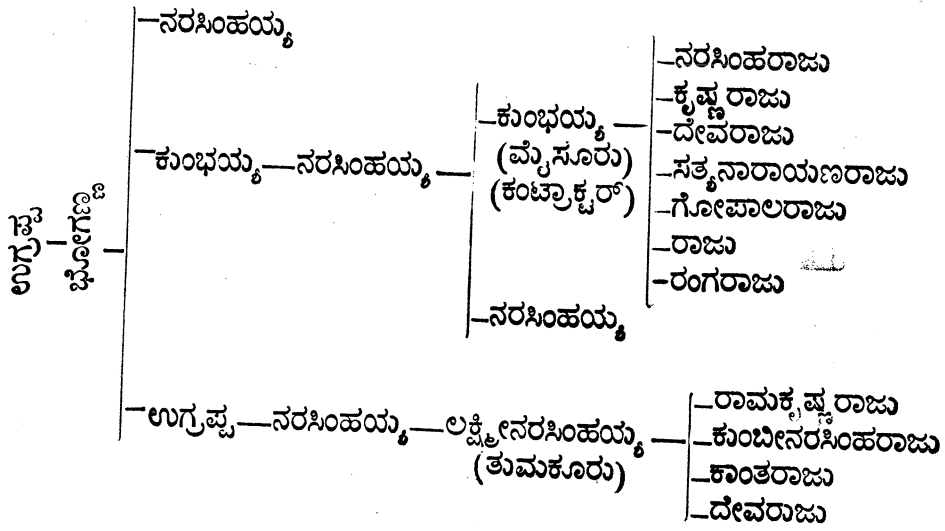 ಉಗ್ರಪ್ಪ
ಭೋಗಣ್ಣ
ನರಸಿಂಹಯ್ಯ
ಕುಂಭಯ್ಯ — ನರಸಿಂಹಯ್ಯ
ಕುಂಭಯ್ಯ
(ಮೈಸೂರು)
(ಕಂಟ್ರಾಕ್ಟರ್)
ನರಸಿಂಹರಾಜು
ಕೃಷ್ಣರಾಜು
ದೇವರಾಜು
ಸತ್ಯನಾರಾಯಣರಾಜು
ಗೋಪಾಲರಾಜು
ರಾಜು
ರಂಗರಾಜು
ನರಸಿಂಹಯ್ಯ
ಉಗ್ರಪ್ಪ — ನರಸಿಂಹಯ್ಯ — ಲಕ್ಷ್ಮೀನರಸಿಂಹಯ್ಯ
(ತುಮಕೂರು)
ರಾಮಕೃಷ್ಣರಾಜು
ಕುಂಬೀನರಸಿಂಹರಾಜು
ಕಾಂತರಾಜು
ದೇವರಾಜು